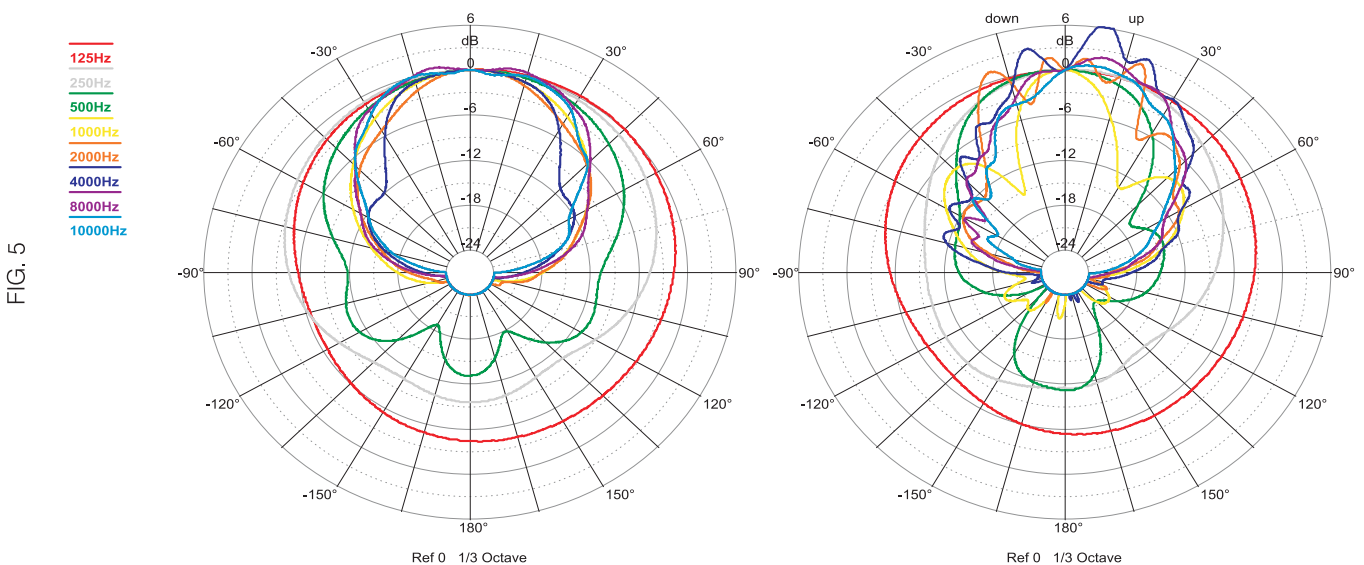 FIG. 5
125Hz
250Hz
500Hz
1000Hz
2000Hz
4000Hz
8000Hz
10000Hz
6
dB
0
-6
-12
-18
-24
-30°
30°
-60°
60°
-90°
90°
-120°
120°
-150°
150°
180°
Ref 0 1/3 Octave
down
6
up
dB
0
-6
-12
-18
-24
-30°
30°
-60°
60°
-90°
90°
-120°
120°
-150°
150°
180°
Ref 0 1/3 Octave